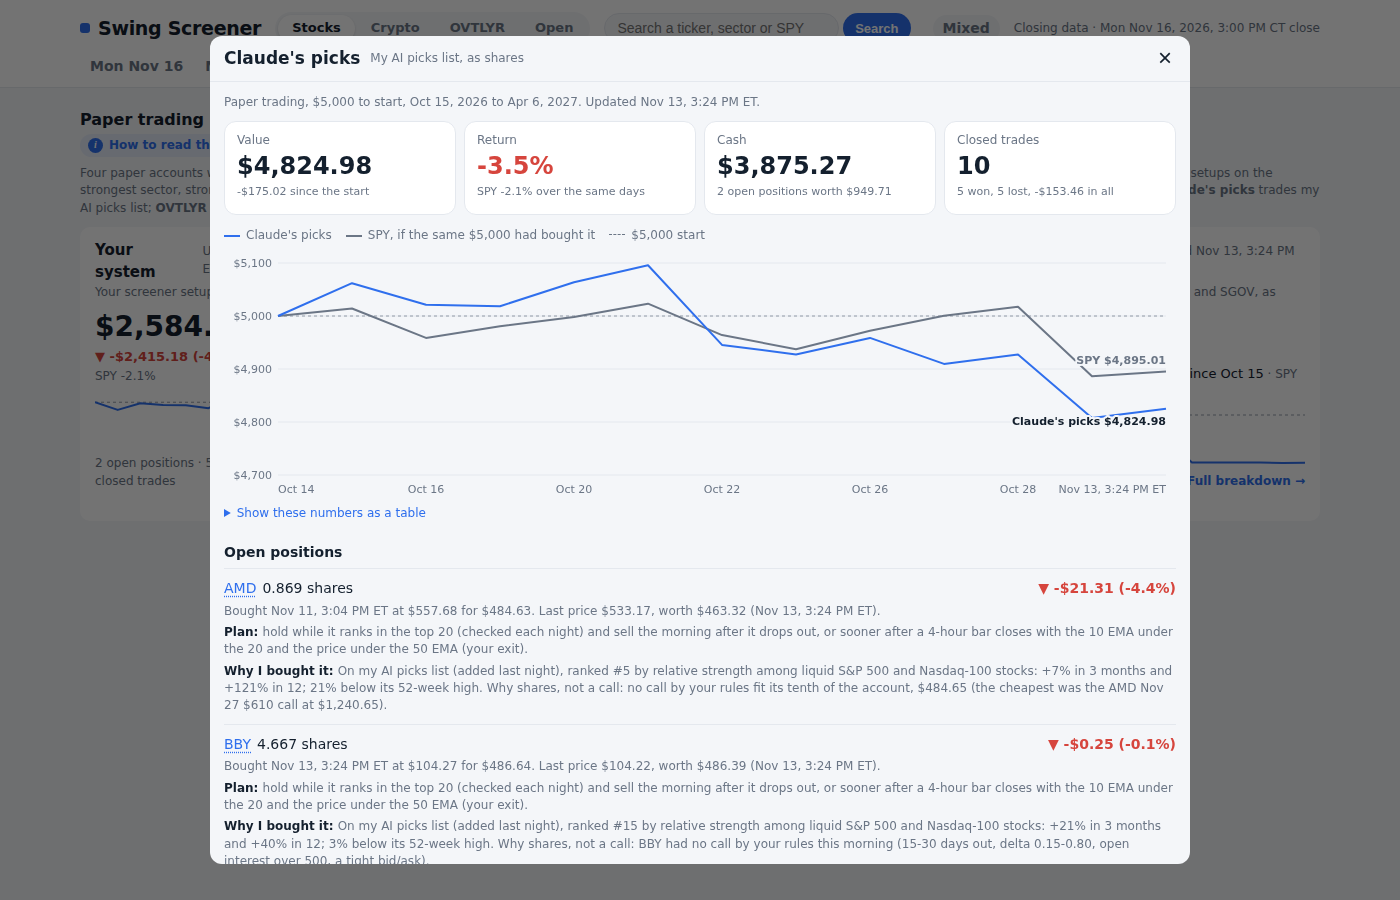 Swing Screener Stocks Crypto OVTLYR Open Search a ticker, sector or SPY Search Mixed Closing data · Mon Nov 16, 2026, 3:00 PM CT close
Mon Nov 16
Claude's picks My AI picks list, as shares ✕
Paper trading
How to read th
Four paper accounts setups on the
strongest sector, stron de's picks trades my
AI picks list; OVTLYR
Your
system
Your screener setup
$2,584.
▼ -$2,415.18 (-4
SPY -2.1%
2 open positions · 5
closed trades
Nov 13, 3:24 PM
and SGOV, as
ince Oct 15 · SPY
Full breakdown →
Paper trading, $5,000 to start, Oct 15, 2026 to Apr 6, 2027. Updated Nov 13, 3:24 PM ET.
Value
$4,824.98
-$175.02 since the start
Return
-3.5%
SPY -2.1% over the same days
Cash
$3,875.27
2 open positions worth $949.71
Closed trades
10
5 won, 5 lost, -$153.46 in all
Claude's picks SPY, if the same $5,000 had bought it $5,000 start
$5,100
$5,000
$4,900
$4,800
$4,700
SPY $4,895.01
Claude's picks $4,824.98
Oct 14 Oct 16 Oct 20 Oct 22 Oct 26 Oct 28 Nov 13, 3:24 PM ET
▶ Show these numbers as a table
Open positions
AMD 0.869 shares ▼ -$21.31 (-4.4%)
Bought Nov 11, 3:04 PM ET at $557.68 for $484.63. Last price $533.17, worth $463.32 (Nov 13, 3:24 PM ET).
Plan: hold while it ranks in the top 20 (checked each night) and sell the morning after it drops out, or sooner after a 4-hour bar closes with the 10 EMA under
the 20 and the price under the 50 EMA (your exit).
Why I bought it: On my AI picks list (added last night), ranked #5 by relative strength among liquid S&P 500 and Nasdaq-100 stocks: +7% in 3 months and
+121% in 12; 21% below its 52-week high. Why shares, not a call: no call by your rules fit its tenth of the account, $484.65 (the cheapest was the AMD Nov
27 $610 call at $1,240.65).
BBY 4.667 shares ▼ -$0.25 (-0.1%)
Bought Nov 13, 3:24 PM ET at $104.27 for $486.64. Last price $104.22, worth $486.39 (Nov 13, 3:24 PM ET).
Plan: hold while it ranks in the top 20 (checked each night) and sell the morning after it drops out, or sooner after a 4-hour bar closes with the 10 EMA under
the 20 and the price under the 50 EMA (your exit).
Why I bought it: On my AI picks list (added last night), ranked #15 by relative strength among liquid S&P 500 and Nasdaq-100 stocks: +21% in 3 months
and +40% in 12; 3% below its 52-week high. Why shares, not a call: BBY had no call by your rules this morning (15-30 days out, delta 0.15-0.80, open
interest over 500, a tight bid/ask).